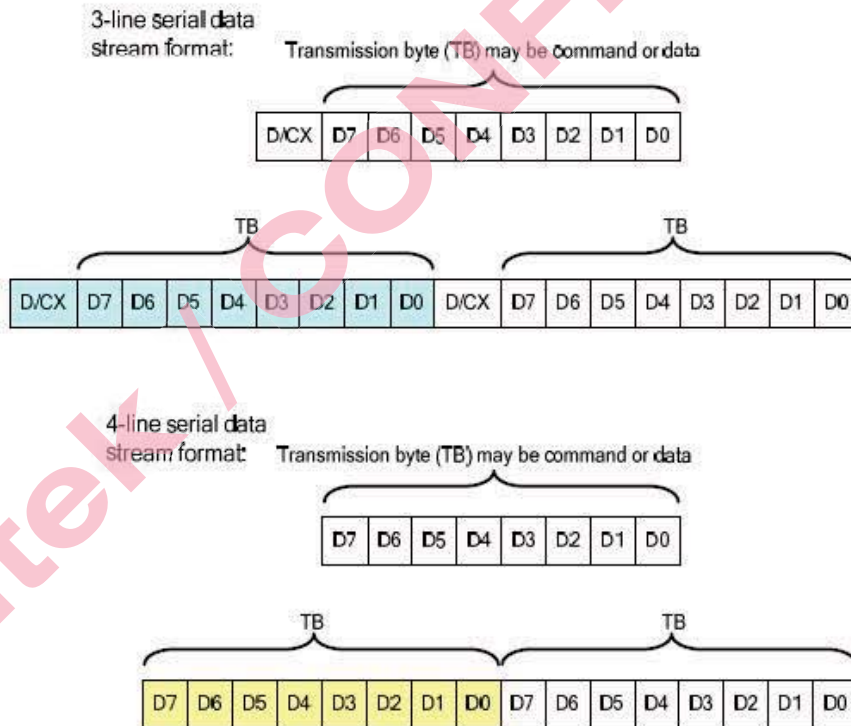 3-line serial data
stream format:
Transmission byte (TB) may be command or data
D/CX D7 D6 D5 D4 D3 D2 D1 D0
TB TB
D/CX D7 D6 D5 D4 D3 D2 D1 D0 D/CX D7 D6 D5 D4 D3 D2 D1 D0
4-line serial data
stream format:
Transmission byte (TB) may be command or data
D7 D6 D5 D4 D3 D2 D1 D0
TB TB
D7 D6 D5 D4 D3 D2 D1 D0 D7 D6 D5 D4 D3 D2 D1 D0